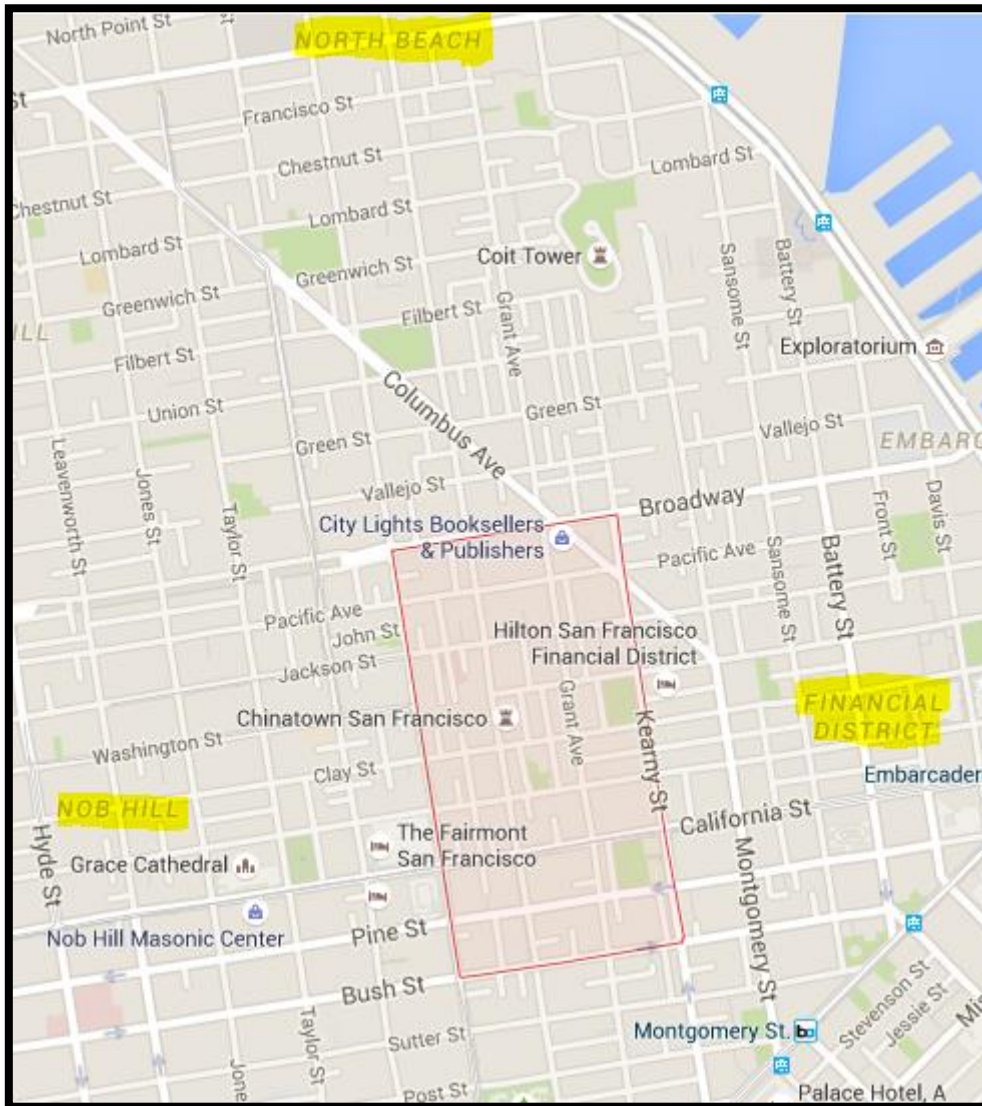 North Point St
NORTH BEACH
St
Francisco St
Chestnut St
Lombard St
Chestnut St
Lombard St
Lombard St
Coit Tower
Greenwich St
Greenwich St
Sansome St
Battery St
Grant Ave
Filbert St
ILL
Filbert St
Exploratorium
Columbus Ave
Union St
Green St
Green St
Vallejo St
EMBARC
Leavenworth St
Jones St
Taylor St
Vallejo St
Broadway
Front St
Davis St
City Lights Booksellers
& Publishers
Pacific Ave
Sansome St
Battery St
Pacific Ave
John St
Jackson St
Hilton San Francisco
Financial District
Grant Ave
Kearny St
Chinatown San Francisco
FINANCIAL
DISTRICT
Washington St
Clay St
Embarcader
NOB HILL
California St
Hyde St
The Fairmont
San Francisco
Grace Cathedral
Montgomery St
Nob Hill Masonic Center
Pine St
Bush St
Stevenson St
Jessie St
Mis
Taylor St
Sutter St
Montgomery St.
Jone
Post St
Palace Hotel, A